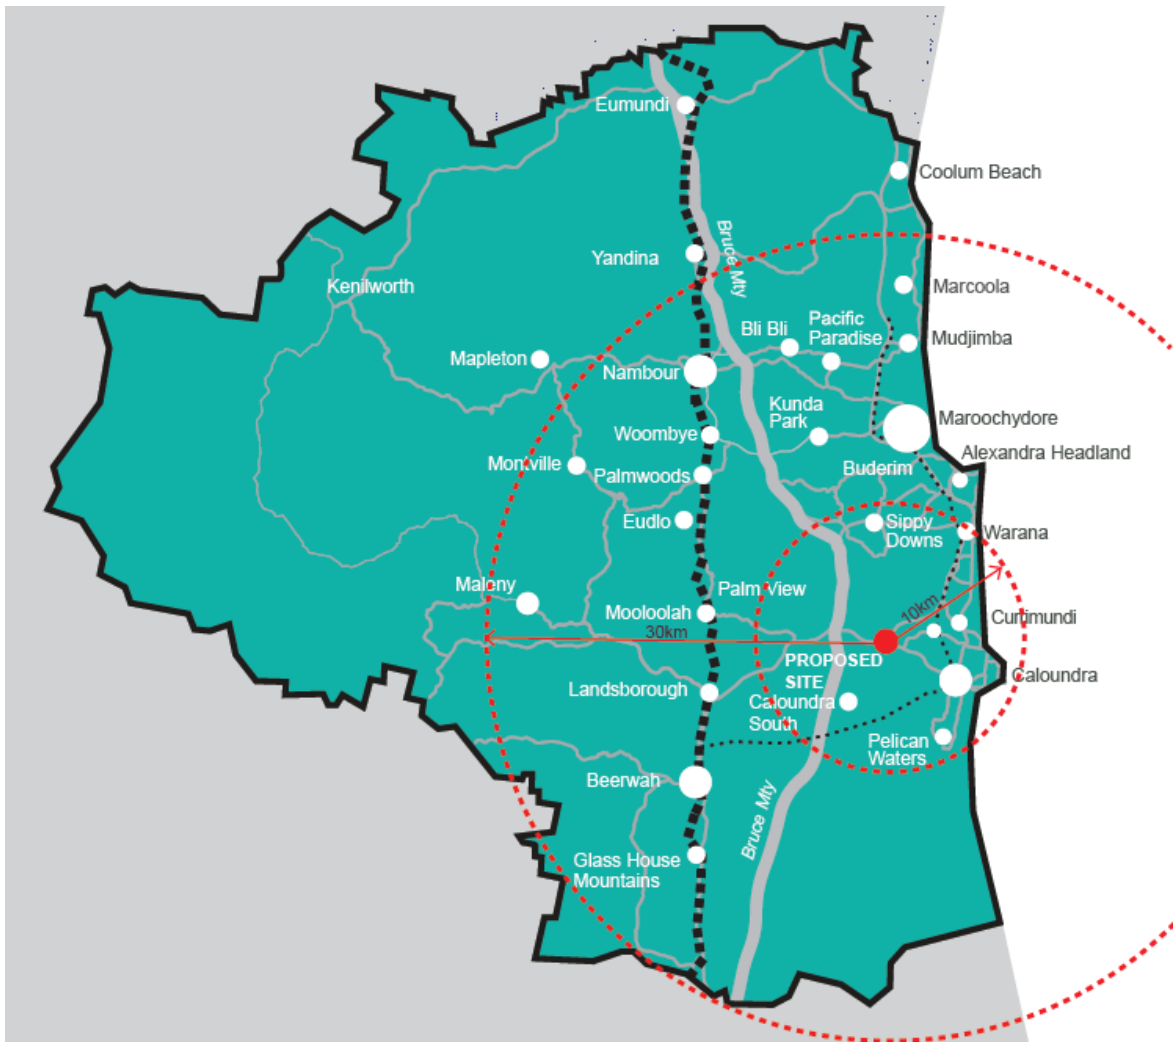 Eumundi
Coolum Beach
Bruce Mty
Yandina
Kenilworth
Marcoola
Bli Bli
Pacific
Paradise
Mudjimba
Mapleton
Nambour
Kunda
Park
Maroochydore
Woombye
Alexandra Headland
Montville
Palmwoods
Buderim
Eudlo
Sippy
Downs
Warana
Maleny
Palm View
Mooloolah
10km
Currimundi
30km
PROPOSED
SITE
Landsborough
Caloundra
South
Caloundra
Pelican
Waters
Beerwah
Bruce Mty
Glass House
Mountains